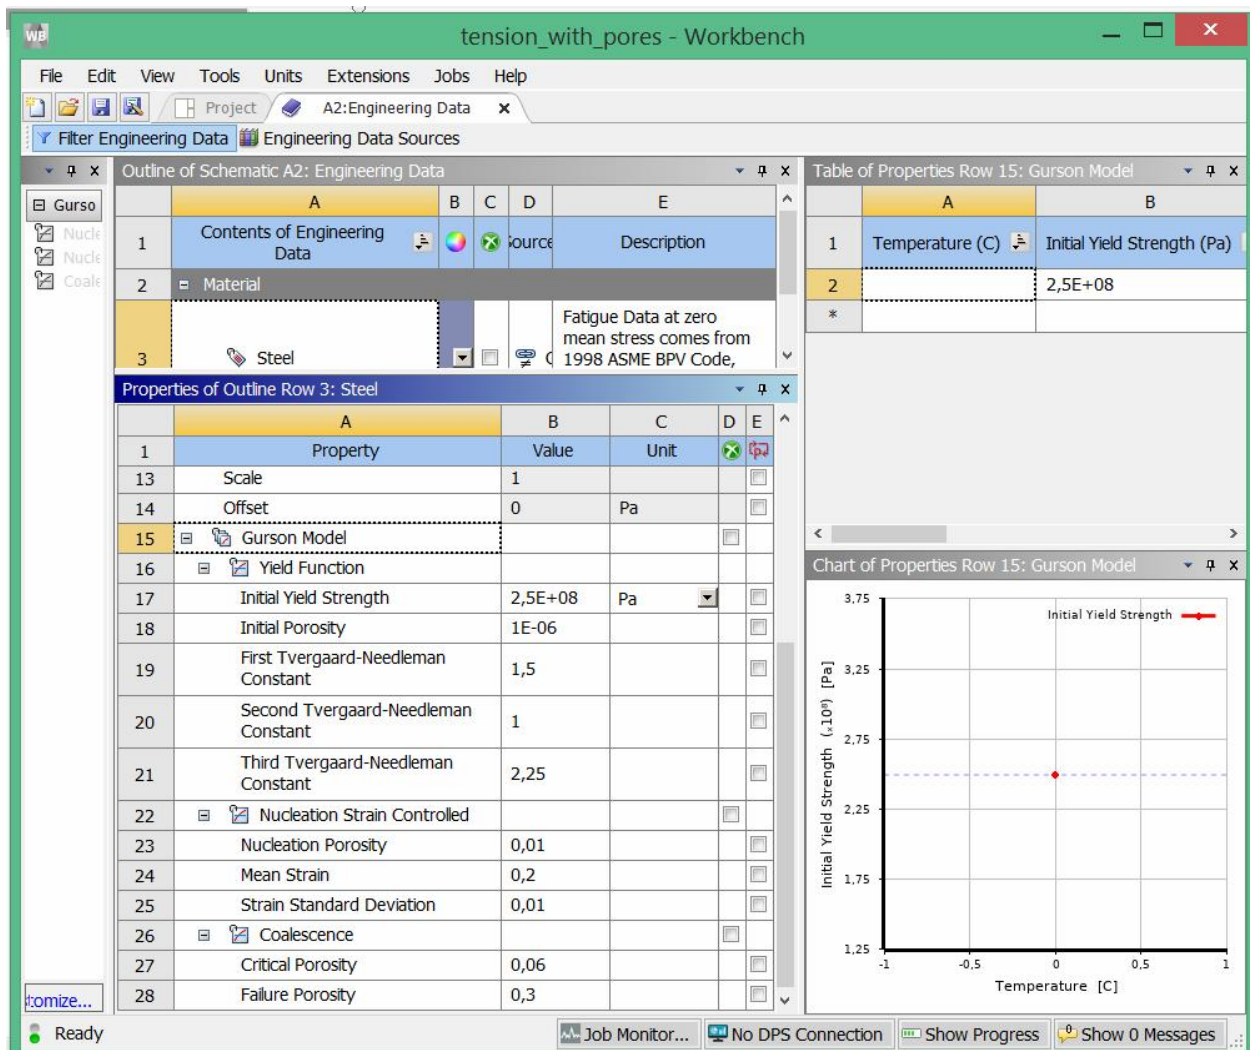 WB
tension_with_pores - Workbench
File Edit View Tools Units Extensions Jobs Help
Project A2:Engineering Data
Filter Engineering Data Engineering Data Sources
Gurso
Nucle
Nucle
Coale
tomize...
Outline of Schematic A2: Engineering Data
A B C D E
1 Contents of Engineering Data Source Description
2 Material
3 Steel Fatigue Data at zero
mean stress comes from
1998 ASME BPV Code,
Properties of Outline Row 3: Steel
A B C D E
1 Property Value Unit
13 Scale 1
14 Offset 0 Pa
15 Gurson Model
16 Yield Function
17 Initial Yield Strength 2,5E+08 Pa
18 Initial Porosity 1E-06
19 First Tvergaard-Needleman
Constant 1,5
20 Second Tvergaard-Needleman
Constant 1
21 Third Tvergaard-Needleman
Constant 2,25
22 Nucleation Strain Controlled
23 Nucleation Porosity 0,01
24 Mean Strain 0,2
25 Strain Standard Deviation 0,01
26 Coalescence
27 Critical Porosity 0,06
28 Failure Porosity 0,3
Table of Properties Row 15: Gurson Model
A B
1 Temperature (C) Initial Yield Strength (Pa)
2 2,5E+08
*
Chart of Properties Row 15: Gurson Model
Initial Yield Strength
Initial Yield Strength (x10⁸) [Pa]
3,75
3,25
2,75
2,25
1,75
1,25
-1 -0,5 0 0,5 1
Temperature [C]
Ready Job Monitor... No DPS Connection Show Progress Show 0 Messages